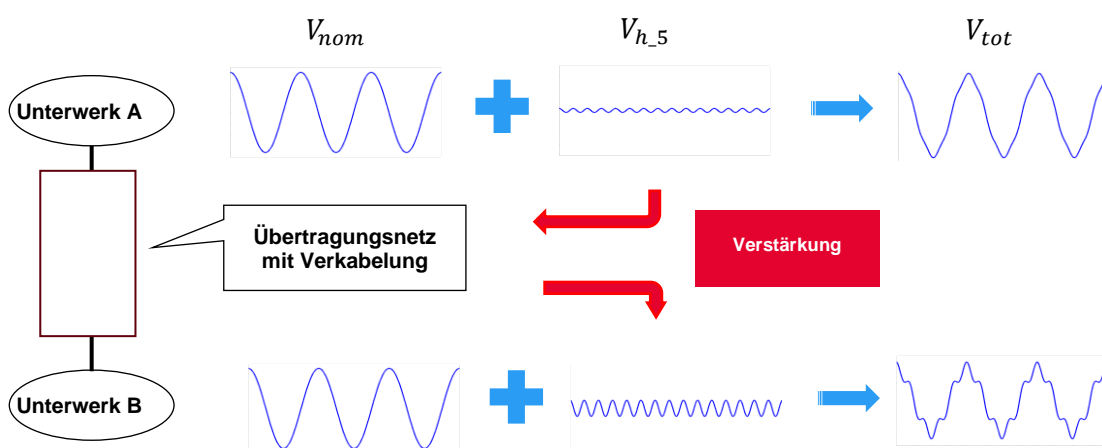 V_nom
V_h_5
V_tot
Unterwerk A
Übertragungsnetz
mit Verkabelung
Verstärkung
Unterwerk B